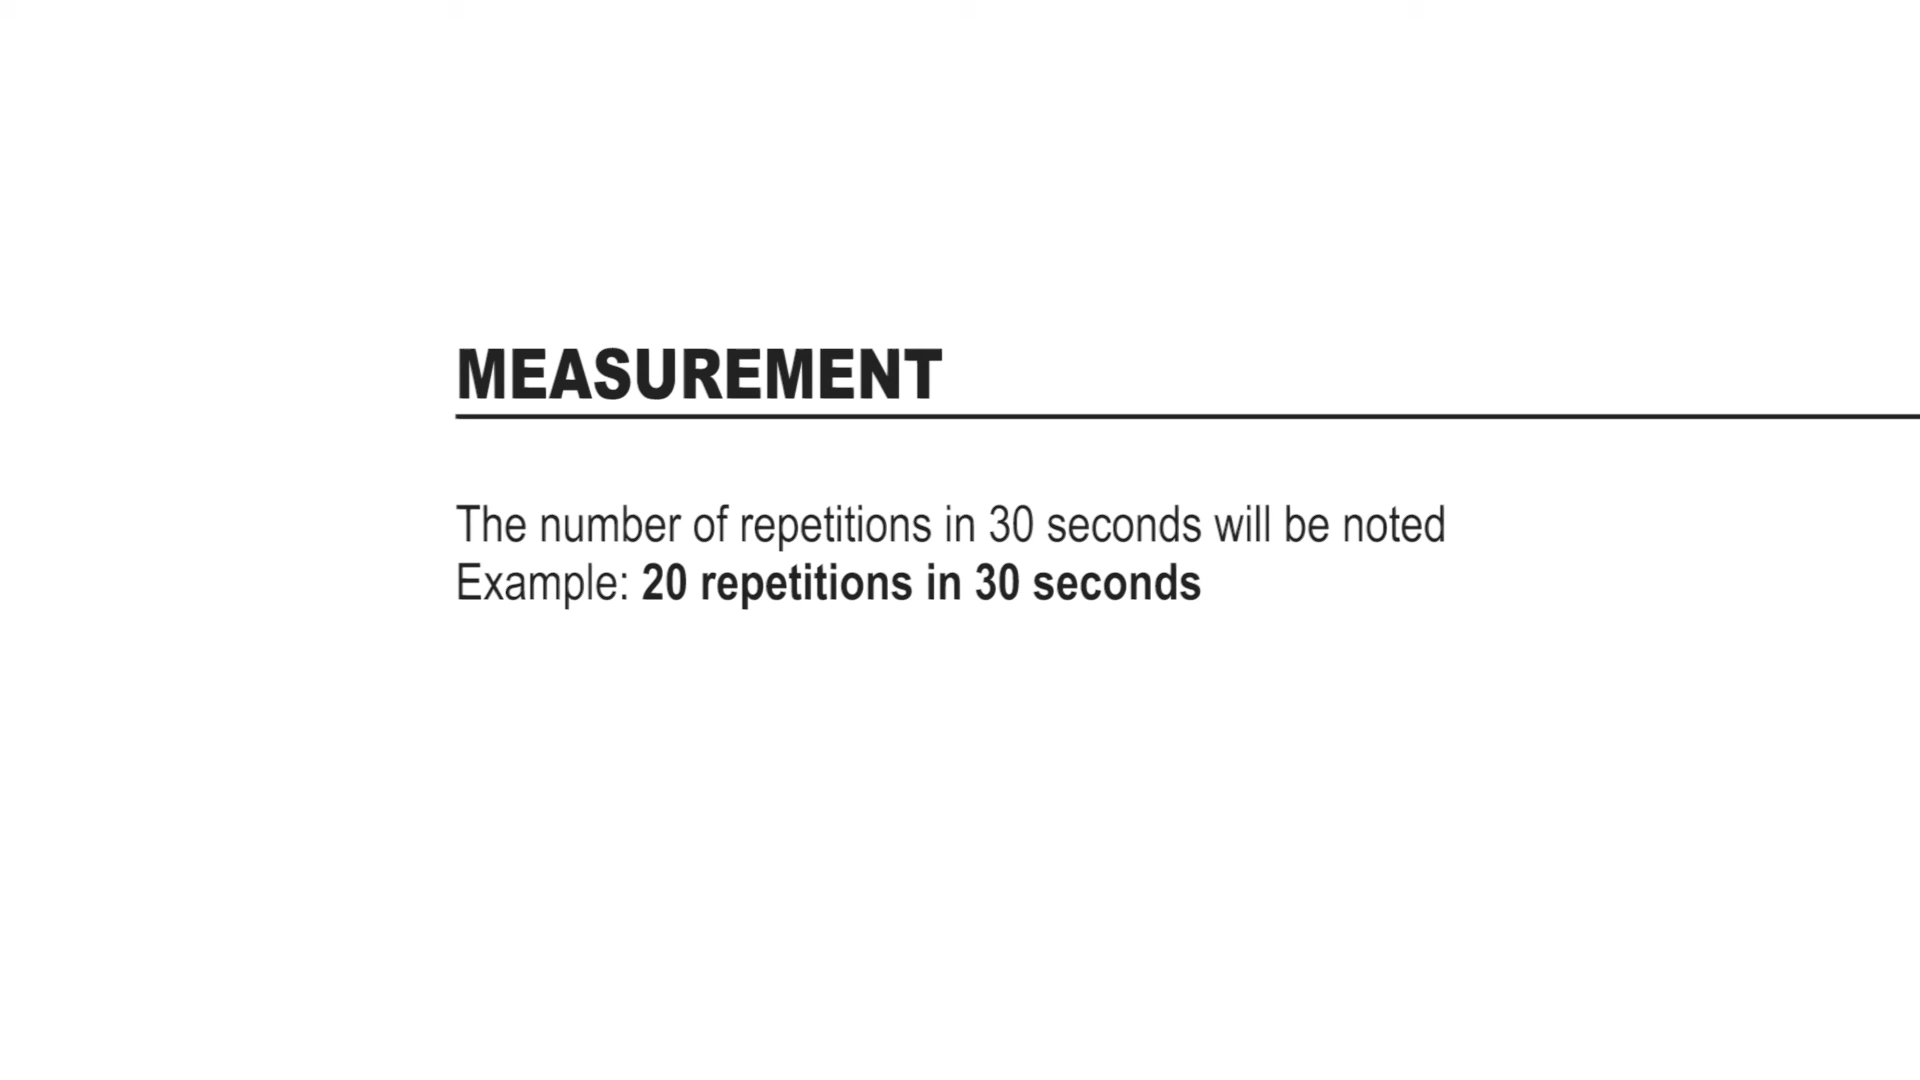 MEASUREMENT
The number of repetitions in 30 seconds will be noted
Example: 20 repetitions in 30 seconds